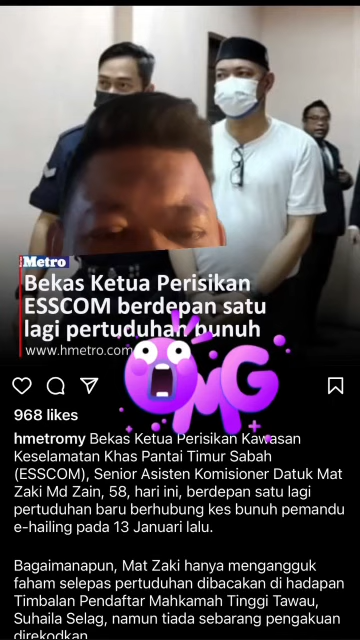 Metro
Bekas Ketua Perisikan
ESSCOM berdepan satu
lagi pertuduhan bunuh
www.hmetro.com
OMG
968 likes
hmetromy Bekas Ketua Perisikan Kawasan
Keselamatan Khas Pantai Timur Sabah
(ESSCOM), Senior Asisten Komisioner Datuk Mat
Zaki Md Zain, 58, hari ini, berdepan satu lagi
pertuduhan baru berhubung kes bunuh pemandu
e-hailing pada 13 Januari lalu.
Bagaimanapun, Mat Zaki hanya mengangguk
faham selepas pertuduhan dibacakan di hadapan
Timbalan Pendaftar Mahkamah Tinggi Tawau,
Suhaila Selag, namun tiada sebarang pengakuan
direkodkan